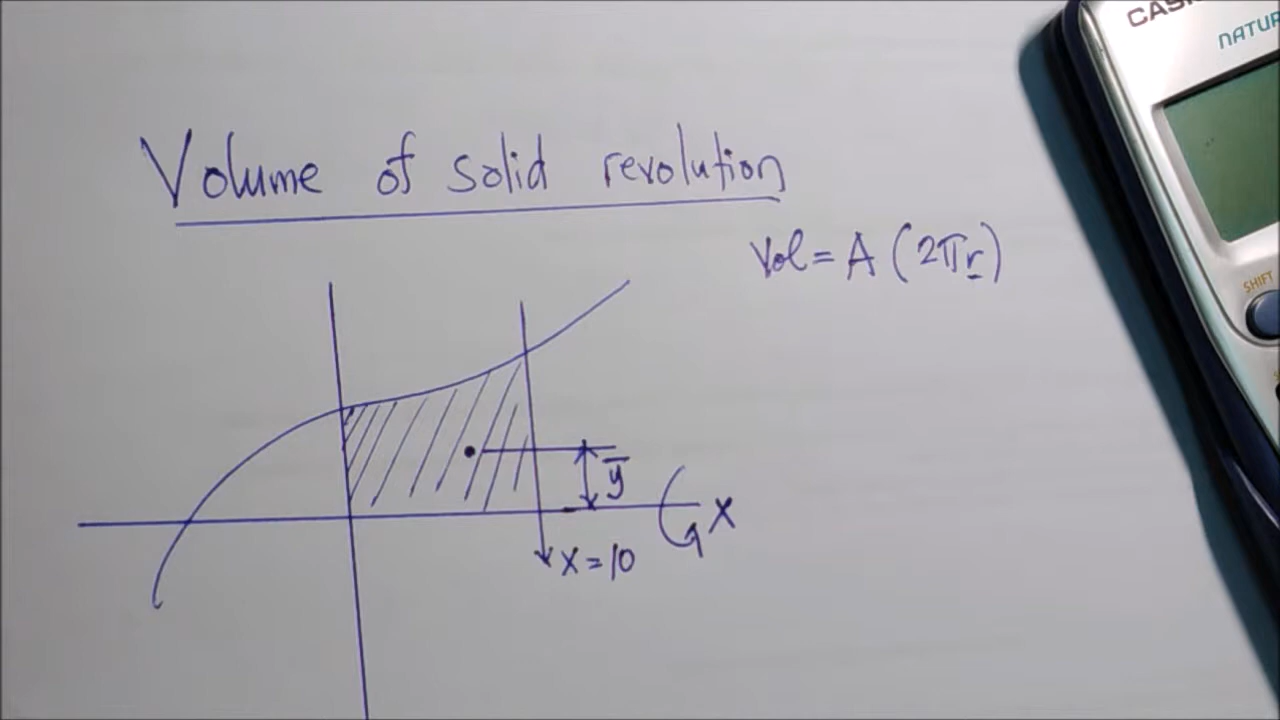 CAS
NATUR
Volume of solid revolution
Vol = A (2πr)
SHIFT
y̅
X
X = 10